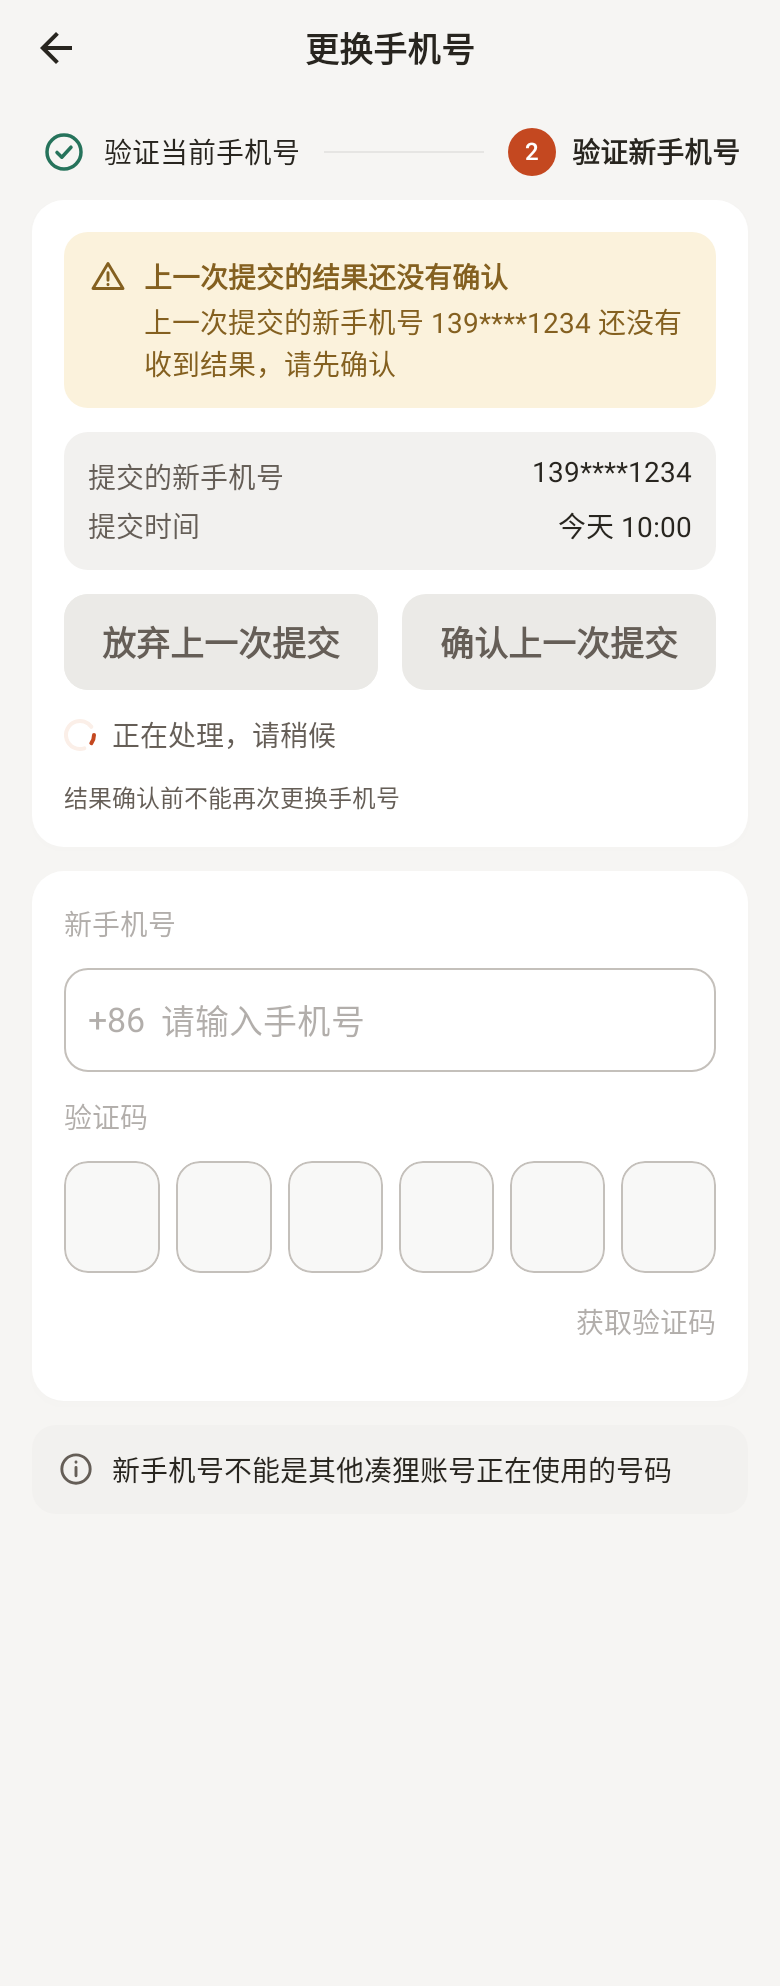 更换手机号
验证当前手机号
2 验证新手机号
上一次提交的结果还没有确认
上一次提交的新手机号 139****1234 还没有
收到结果，请先确认
提交的新手机号 139****1234
提交时间 今天 10:00
放弃上一次提交 确认上一次提交
正在处理，请稍候
结果确认前不能再次更换手机号
新手机号
+86 请输入手机号
验证码
获取验证码
新手机号不能是其他凑狸账号正在使用的号码